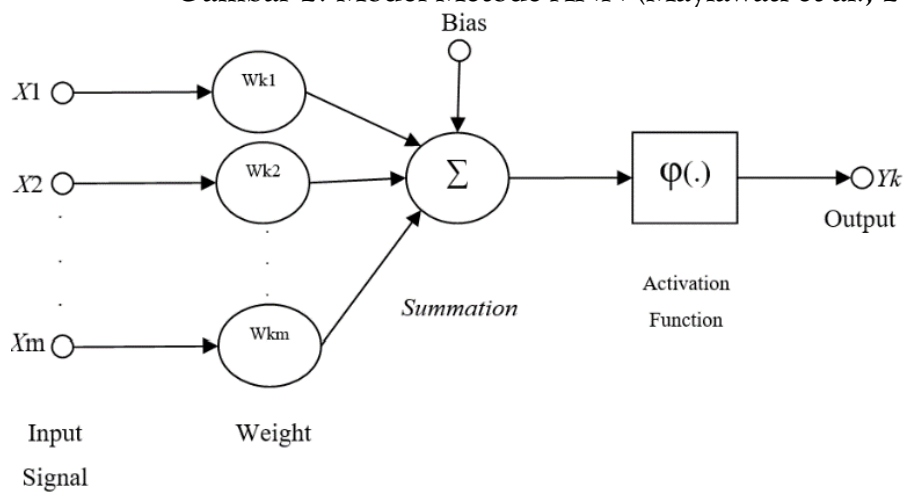 Gambar 2. Model Metode ANN (Maylawati et al., 2
Bias
X1
Wk1
X2
Wk2
Σ
φ(.)
Yk
Output
Activation
Function
Summation
Xm
Wkm
Input
Signal
Weight